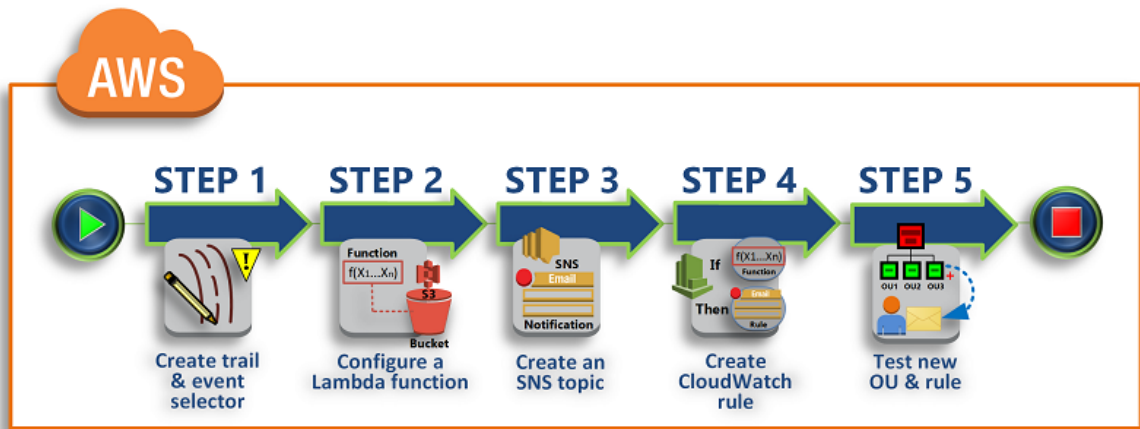 AWS
STEP 1
STEP 2
STEP 3
STEP 4
STEP 5
Function
f(X1...Xn)
S3
Bucket
SNS
Email
Notification
If
f(X1...Xn)
Function
Then
Email
Rule
OU1 OU2 OU3
Create trail
& event
selector
Configure a
Lambda function
Create an
SNS topic
Create
CloudWatch
rule
Test new
OU & rule